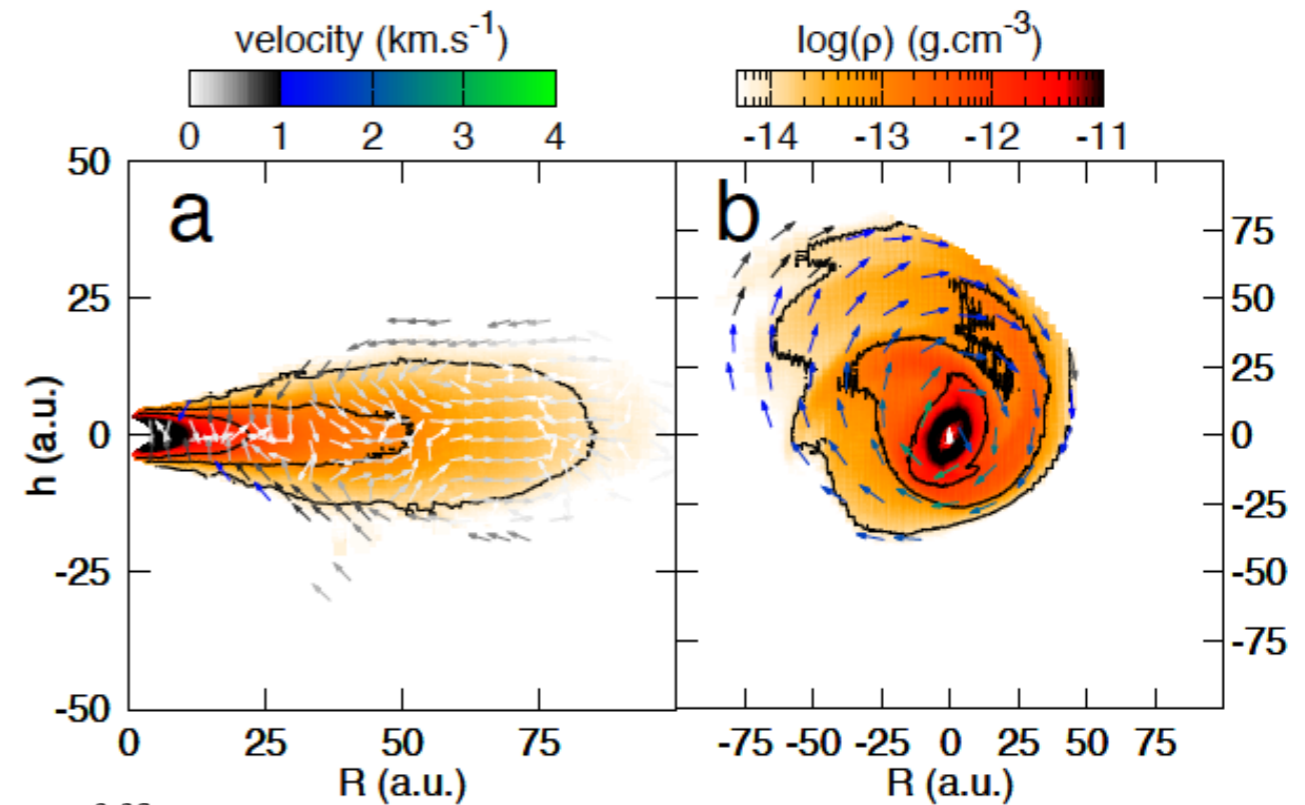 velocity (km.s-1)
log(ρ) (g.cm-3)
0 1 2 3 4
-14 -13 -12 -11
a
b
50
25
0
-25
-50
h (a.u.)
75
50
25
0
-25
-50
-75
0 25 50 75
-75 -50 -25 0 25 50 75
R (a.u.)
R (a.u.)